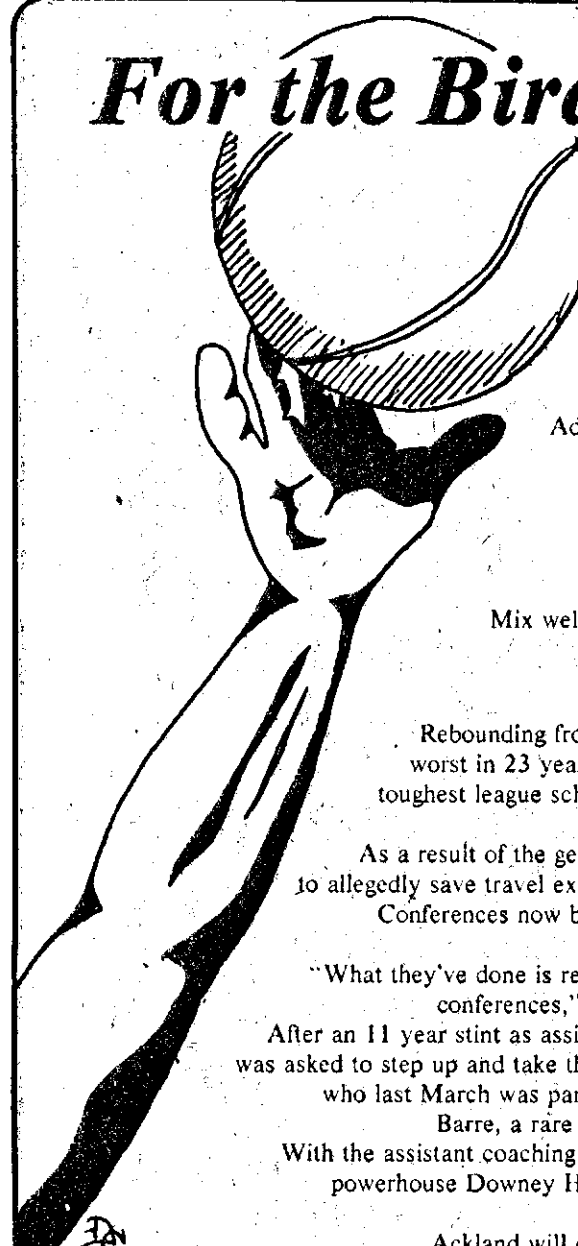 For the Bir
Ad
Mix wel
Rebounding fro
worst in 23 yea
toughest league sch
As a result of the ge
to allegedly save travel ex
Conferences now b
"What they've done is re
conferences,"
After an 11 year stint as assi
was asked to step up and take th
who last March was par
Barre, a rare
With the assistant coaching
powerhouse Downey H
Ackland will